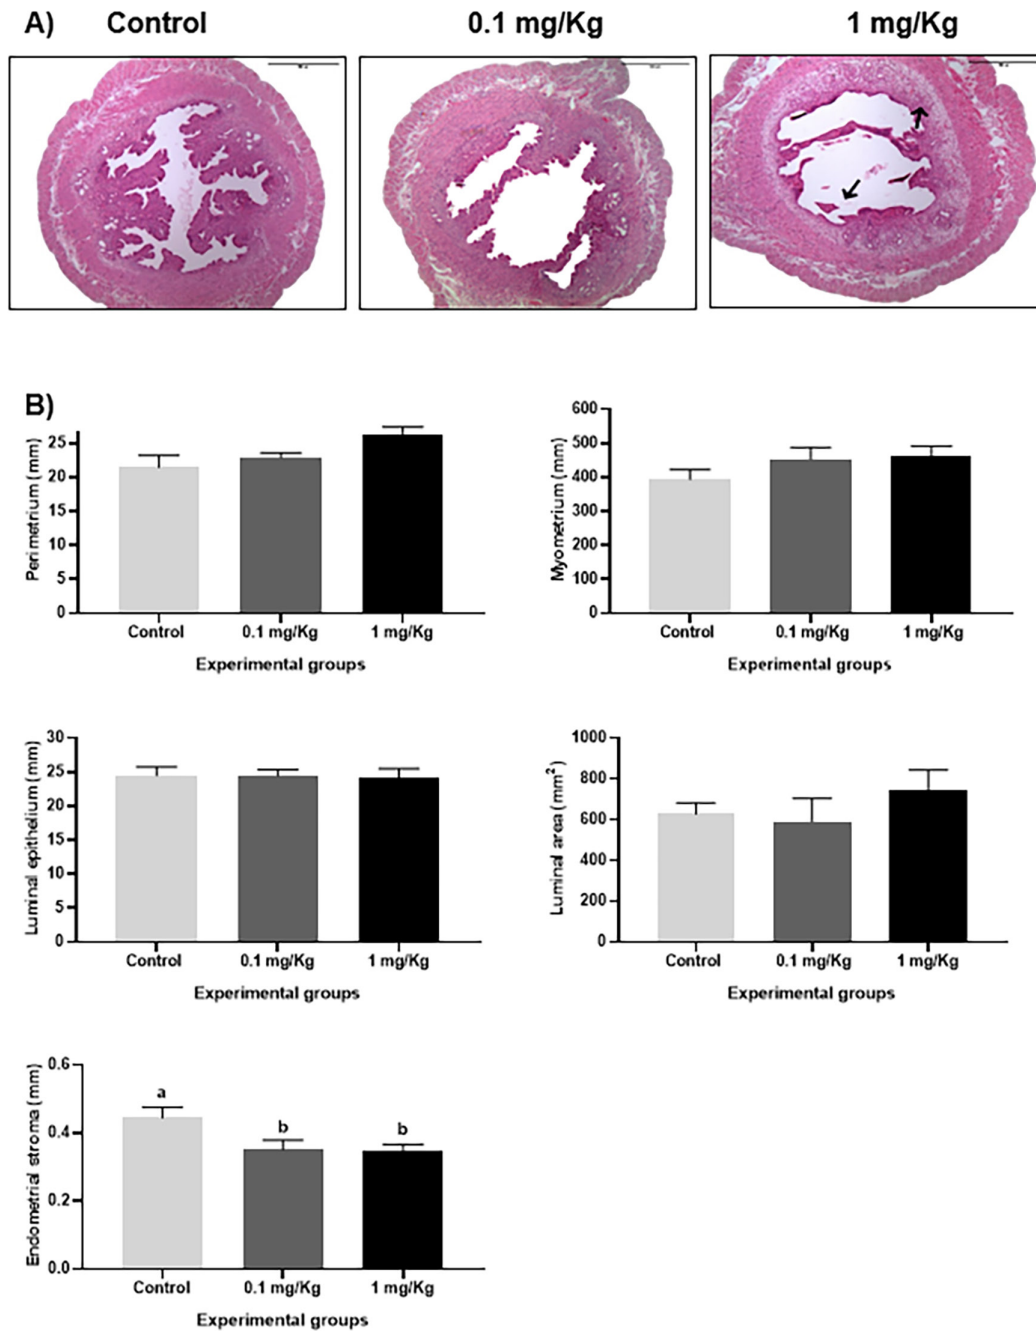 A) Control 0.1 mg/Kg 1 mg/Kg
B)
Perimetrium (mm)
25
20
15
10
5
0
Control 0.1 mg/Kg 1 mg/Kg
Experimental groups
Myometrium (mm)
600
500
400
300
200
100
0
Control 0.1 mg/Kg 1 mg/Kg
Experimental groups
Luminal epithelium (mm)
30
25
20
15
10
5
0
Control 0.1 mg/Kg 1 mg/Kg
Experimental groups
Luminal area (mm²)
1000
800
600
400
200
0
Control 0.1 mg/Kg 1 mg/Kg
Experimental groups
Endometrial stroma (mm)
0.6
0.4
0.2
0.0
a
b
b
Control 0.1 mg/Kg 1 mg/Kg
Experimental groups